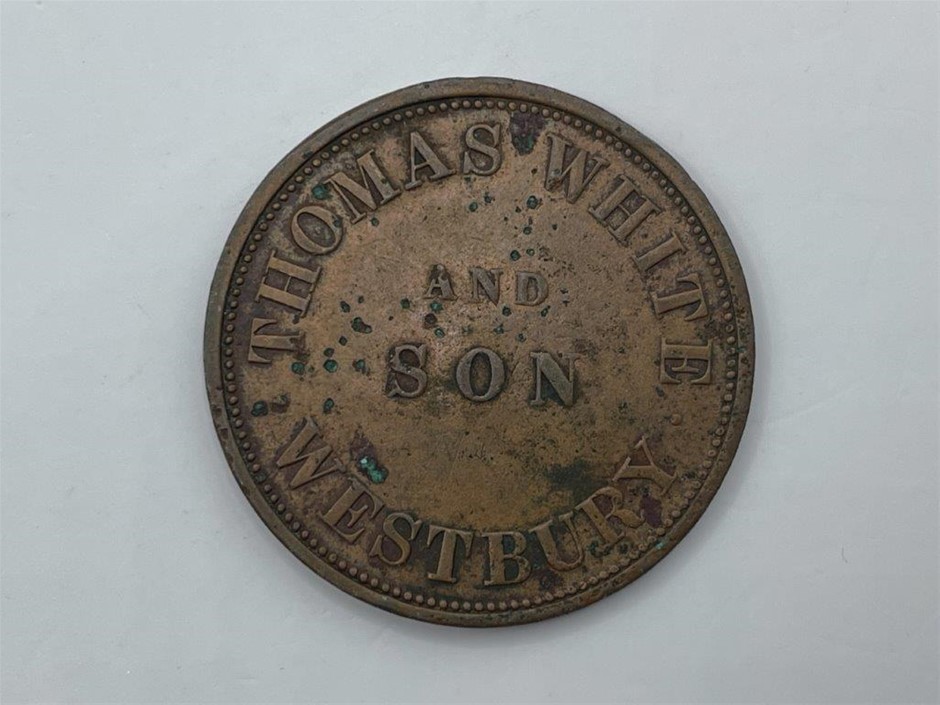 THOMAS WHITE
AND
SON
WESTBURY